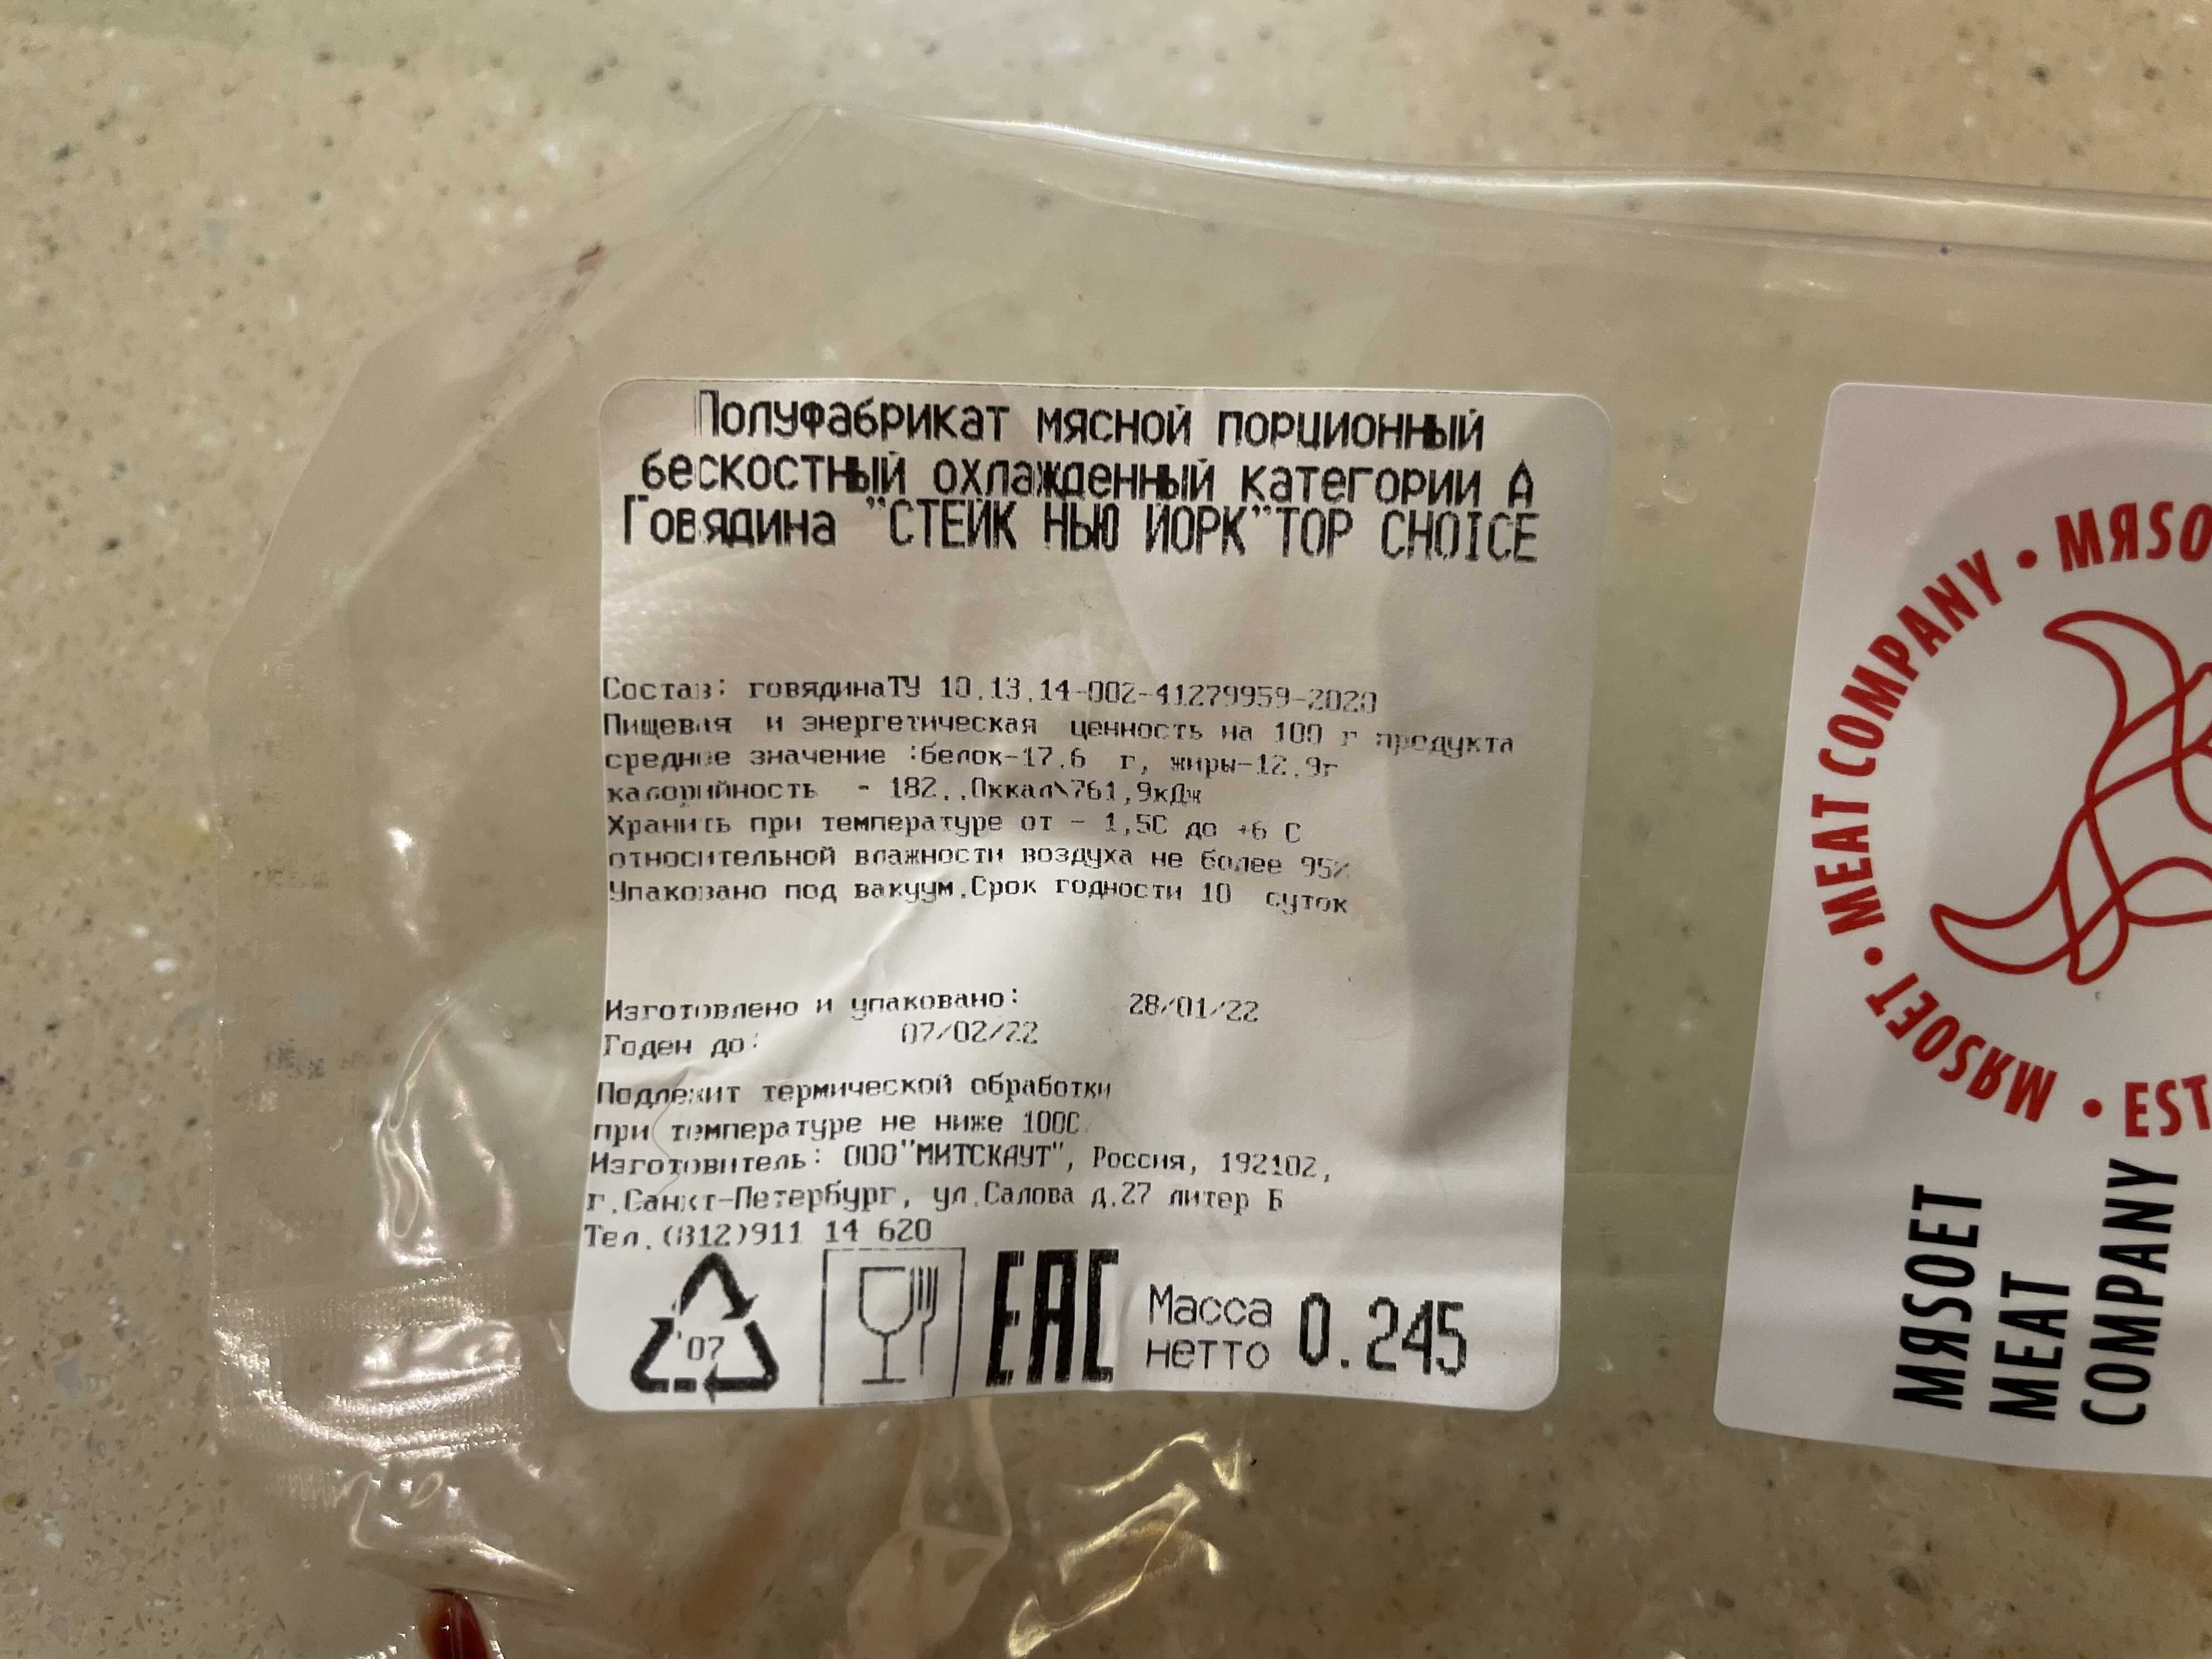 Полуфабрикат мясной порционный
бескостный охлажденный категории А
Говядина "СТЕЙК НЬЮ ЙОРК"TOP CHOICE
Состав: говядинаТУ 10.13.14-002-41279959-2020
Пищевая и энергетическая ценность на 100 г продукта
среднее значение :белок-17.6 г, жиры-12.9г
калорийность - 182..0ккал\761,9кДж
Хранить при температуре от - 1,5С до +6 С
относительной влажности воздуха не более 95%
Упаковано под вакуум.Срок годности 10 суток
Изготовлено и упаковано: 28/01/22
Годен до: 07/02/22
Подлежит термической обработки
при температуре не ниже 100С.
Изготовитель: ООО"МИТСКАУТ", Россия, 192102,
г.Санкт-Петербург, ул.Салова д.27 литер Б
Тел.(812)911 14 620
07
EAC
Масса
нетто 0.245
МЯSOET • MEAT COMPANY • МЯSO
• EST
МЯSOET
MEAT
COMPANY